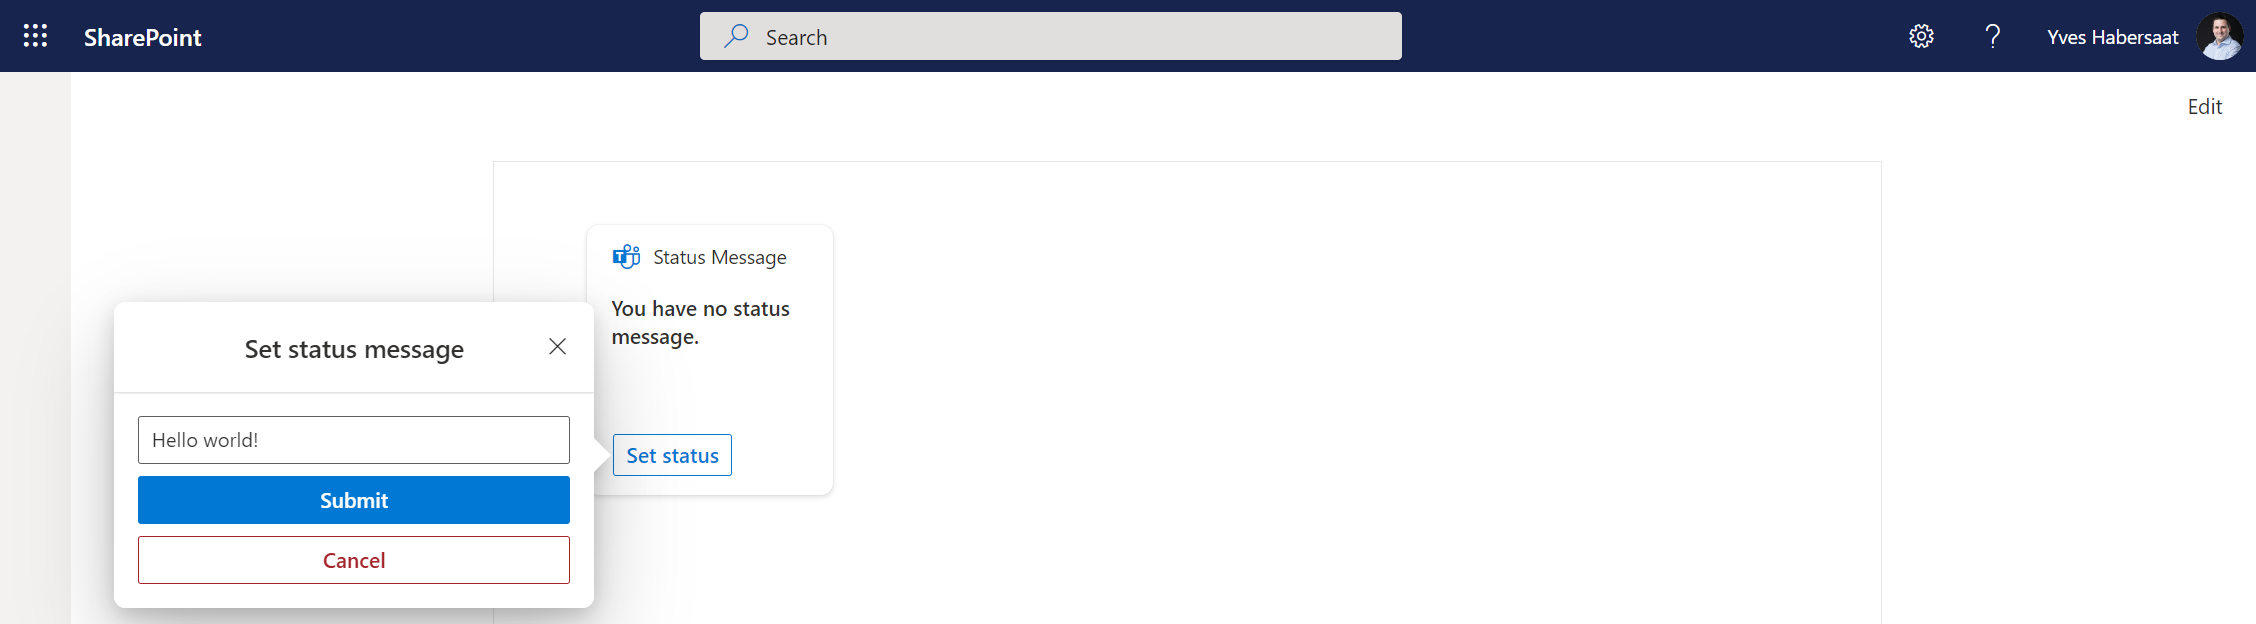 SharePoint
Search
Yves Habersaat
Edit
Status Message
You have no status
message.
Set status
Set status message
Hello world!
Submit
Cancel